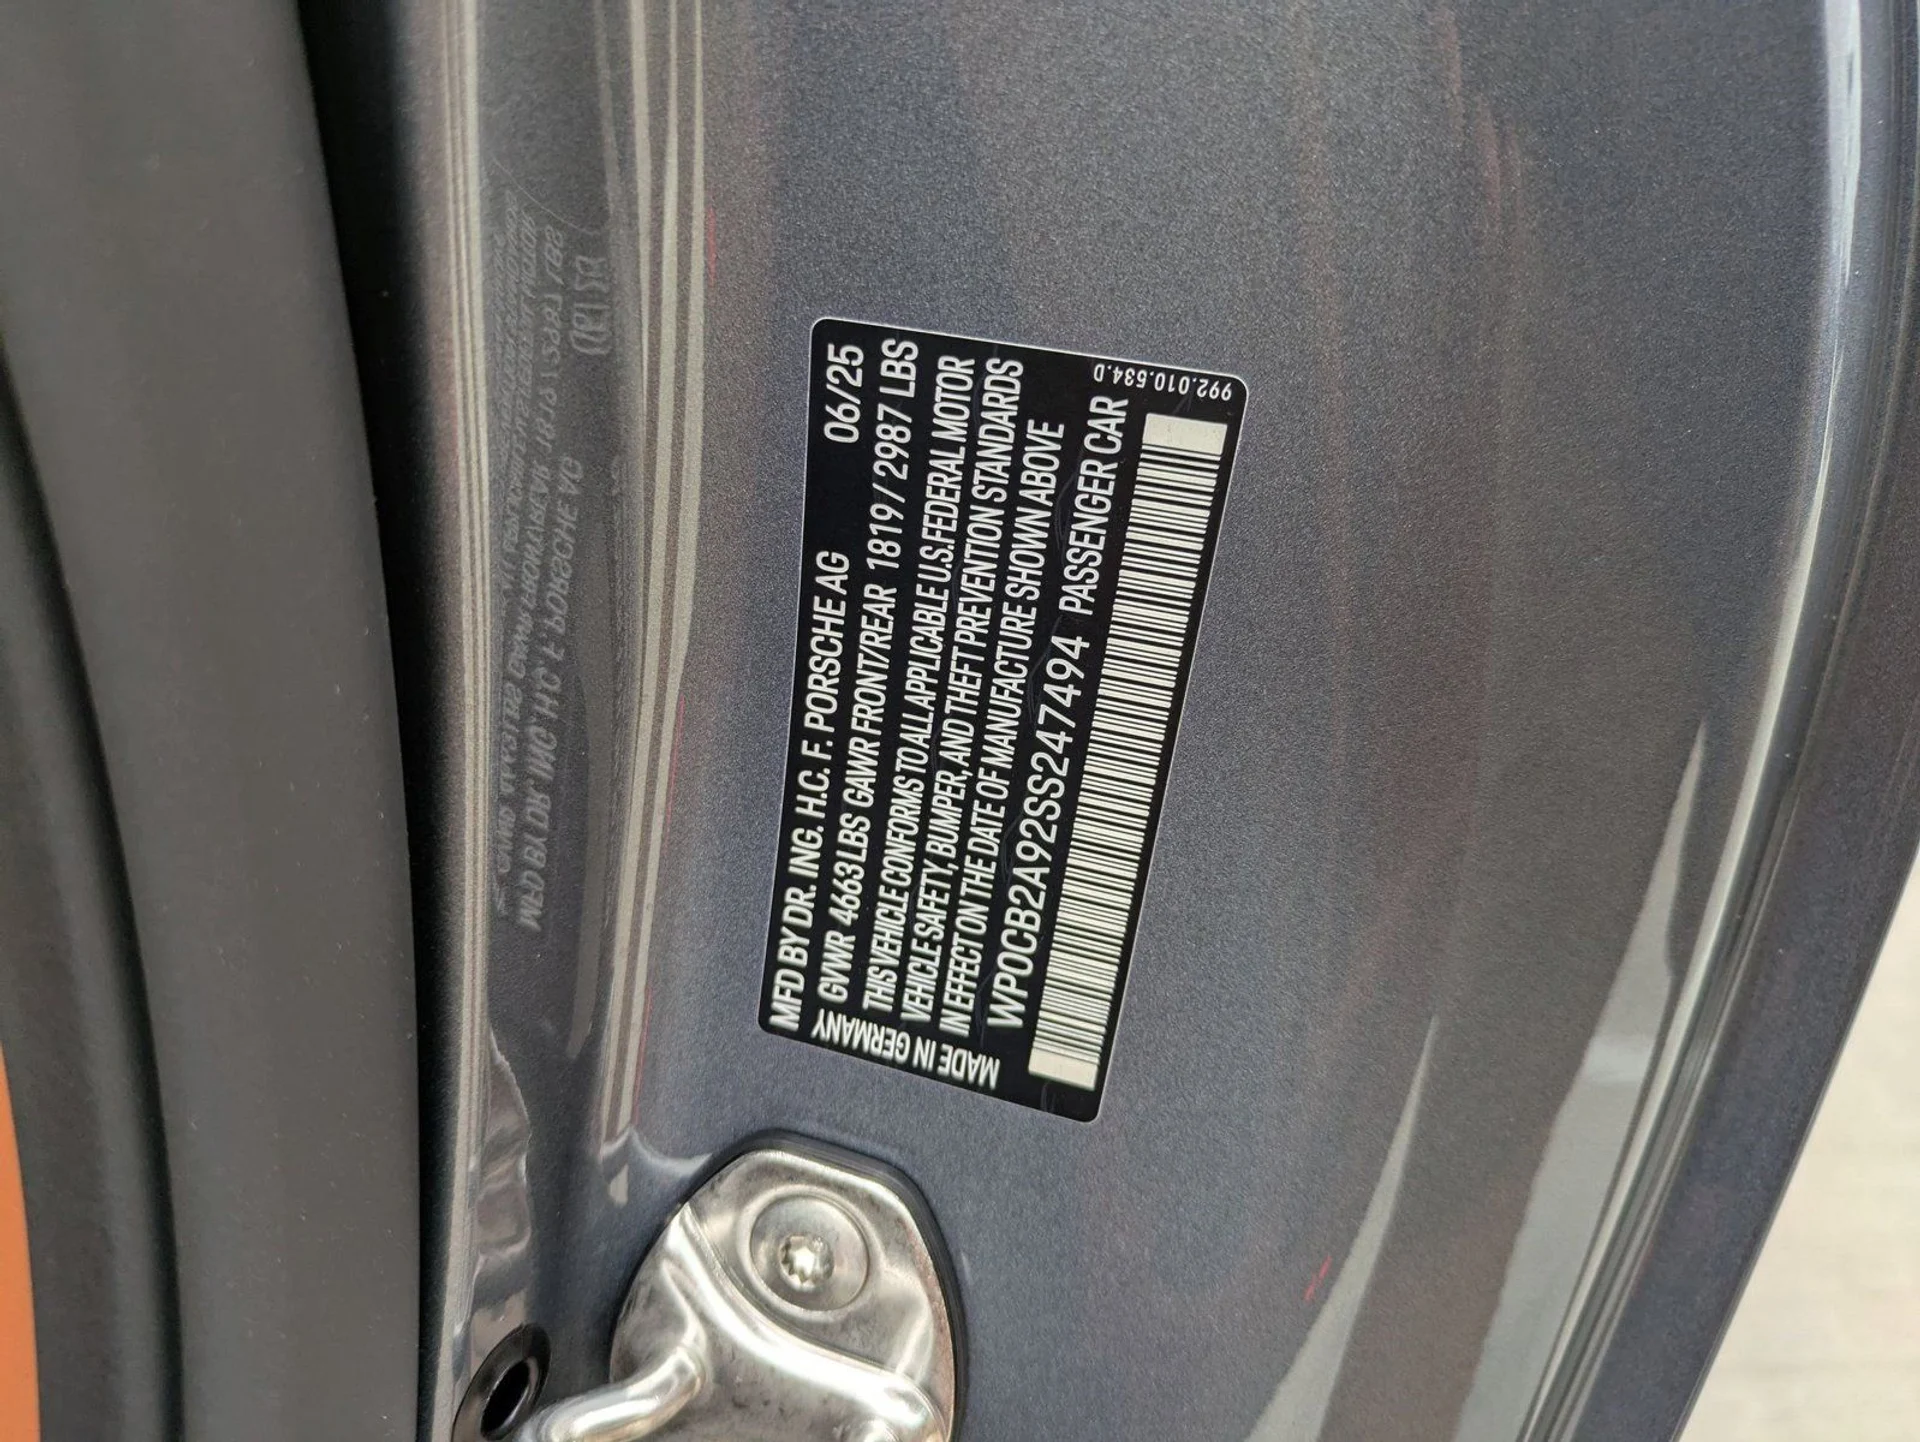 MFD BY DR. ING. H.C. F. PORSCHE AG 06/25
GVWR 4663 LBS GAWR FRONT/REAR 1819 / 2987 LBS
THIS VEHICLE CONFORMS TO ALL APPLICABLE U.S. FEDERAL MOTOR
VEHICLE SAFETY, BUMPER, AND THEFT PREVENTION STANDARDS
IN EFFECT ON THE DATE OF MANUFACTURE SHOWN ABOVE
WP0CB2A92SS247494 PASSENGER CAR
MADE IN GERMANY
992.010.534.D